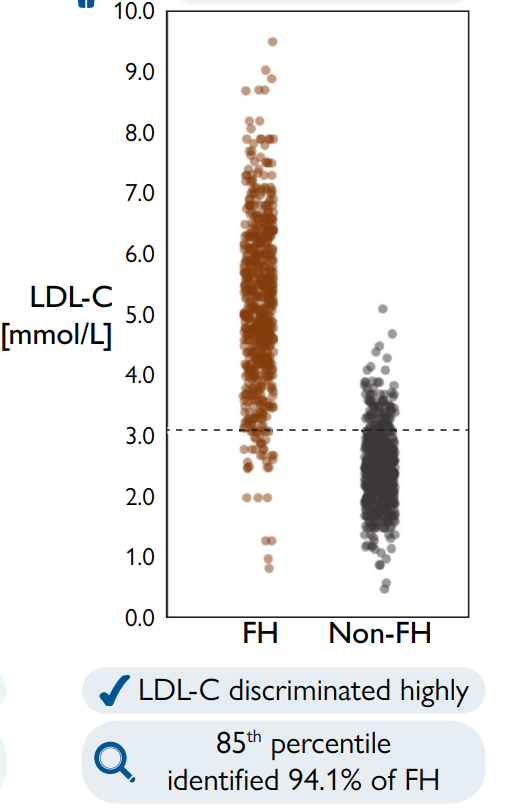 10.0
9.0
8.0
7.0
6.0
LDL-C
5.0
[mmol/L]
4.0
3.0
2.0
1.0
0.0
FH Non-FH
LDL-C discriminated highly
85th percentile
identified 94.1% of FH